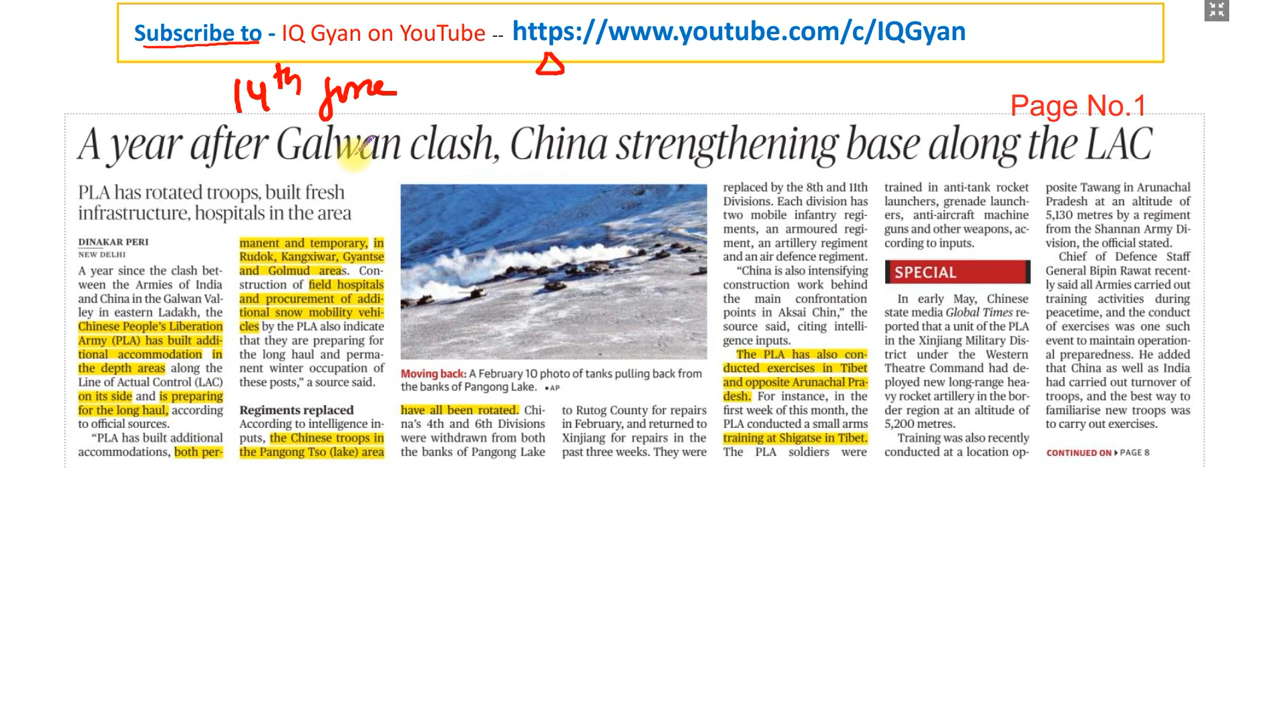 Subscribe to - IQ Gyan on YouTube -- https://www.youtube.com/c/IQGyan
14th June
Page No.1
A year after Galwan clash, China strengthening base along the LAC
PLA has rotated troops, built fresh
infrastructure, hospitals in the area
DINAKAR PERI
NEW DELHI
A year since the clash bet-
ween the Armies of India
and China in the Galwan Val-
ley in eastern Ladakh, the
Chinese People's Liberation
Army (PLA) has built addi-
tional accommodation in
the depth areas along the
Line of Actual Control (LAC)
on its side and is preparing
for the long haul, according
to official sources.
"PLA has built additional
accommodations, both per-
manent and temporary, in
Rudok, Kangxiwar, Gyantse
and Golmud areas. Con-
struction of field hospitals
and procurement of addi-
tional snow mobility vehi-
cles by the PLA also indicate
that they are preparing for
the long haul and perma-
nent winter occupation of
these posts," a source said.
Regiments replaced
According to intelligence in-
puts, the Chinese troops in
the Pangong Tso (lake) area
Moving back: A February 10 photo of tanks pulling back from
the banks of Pangong Lake. •AP
have all been rotated. Chi-
na's 4th and 6th Divisions
were withdrawn from both
the banks of Pangong Lake
to Rutog County for repairs
in February, and returned to
Xinjiang for repairs in the
past three weeks. They were
replaced by the 8th and 11th
Divisions. Each division has
two mobile infantry regi-
ments, an armoured regi-
ment, an artillery regiment
and an air defence regiment.
"China is also intensifying
construction work behind
the main confrontation
points in Aksai Chin," the
source said, citing intelli-
gence inputs.
The PLA has also con-
ducted exercises in Tibet
and opposite Arunachal Pra-
desh. For instance, in the
first week of this month, the
PLA conducted a small arms
training at Shigatse in Tibet.
The PLA soldiers were
trained in anti-tank rocket
launchers, grenade launch-
ers, anti-aircraft machine
guns and other weapons, ac-
cording to inputs.
SPECIAL
In early May, Chinese
state media Global Times re-
ported that a unit of the PLA
in the Xinjiang Military Dis-
trict under the Western
Theatre Command had de-
ployed new long-range hea-
vy rocket artillery in the bor-
der region at an altitude of
5,200 metres.
Training was also recently
conducted at a location op-
posite Tawang in Arunachal
Pradesh at an altitude of
5,130 metres by a regiment
from the Shannan Army Di-
vision, the official stated.
Chief of Defence Staff
General Bipin Rawat recent-
ly said all Armies carried out
training activities during
peacetime, and the conduct
of exercises was one such
event to maintain operation-
al preparedness. He added
that China as well as India
had carried out turnover of
troops, and the best way to
familiarise new troops was
to carry out exercises.
CONTINUED ON ▸ PAGE 8